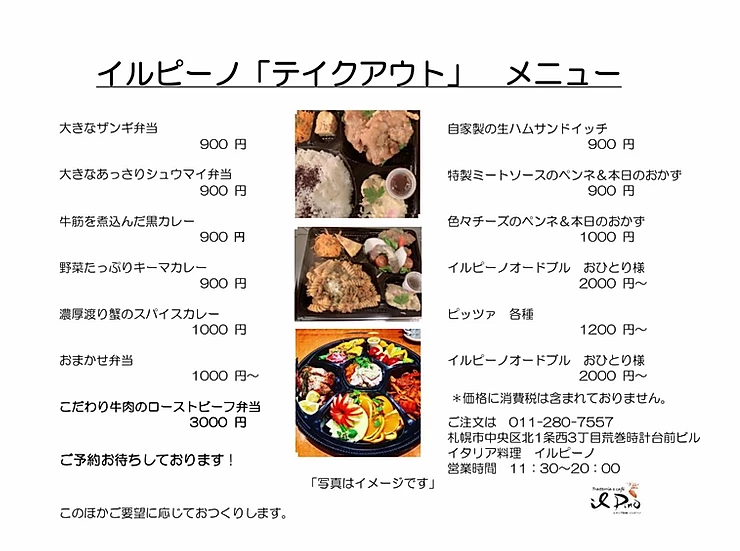 イルピーノ「テイクアウト」　メニュー
大きなザンギ弁当
900 円
大きなあっさりシュウマイ弁当
900 円
牛筋を煮込んだ黒カレー
900 円
野菜たっぷりキーマカレー
900 円
濃厚渡り蟹のスパイスカレー
1000 円
おまかせ弁当
1000 円～
こだわり牛肉のローストビーフ弁当
3000 円
ご予約お待ちしております！
このほかご要望に応じておつくりします。
「写真はイメージです」
自家製の生ハムサンドイッチ
900 円
特製ミートソースのペンネ＆本日のおかず
900 円
色々チーズのペンネ＆本日のおかず
1000 円
イルピーノオードブル　おひとり様
2000 円～
ピッツァ　各種
1200 円～
イルピーノオードブル　おひとり様
2000 円～
＊価格に消費税は含まれておりません。
ご注文は　011-280-7557
札幌市中央区北1条西3丁目荒巻時計台前ビル
イタリア料理　イルピーノ
営業時間　11：30～20：00
Trattoria e caffè
il Pino